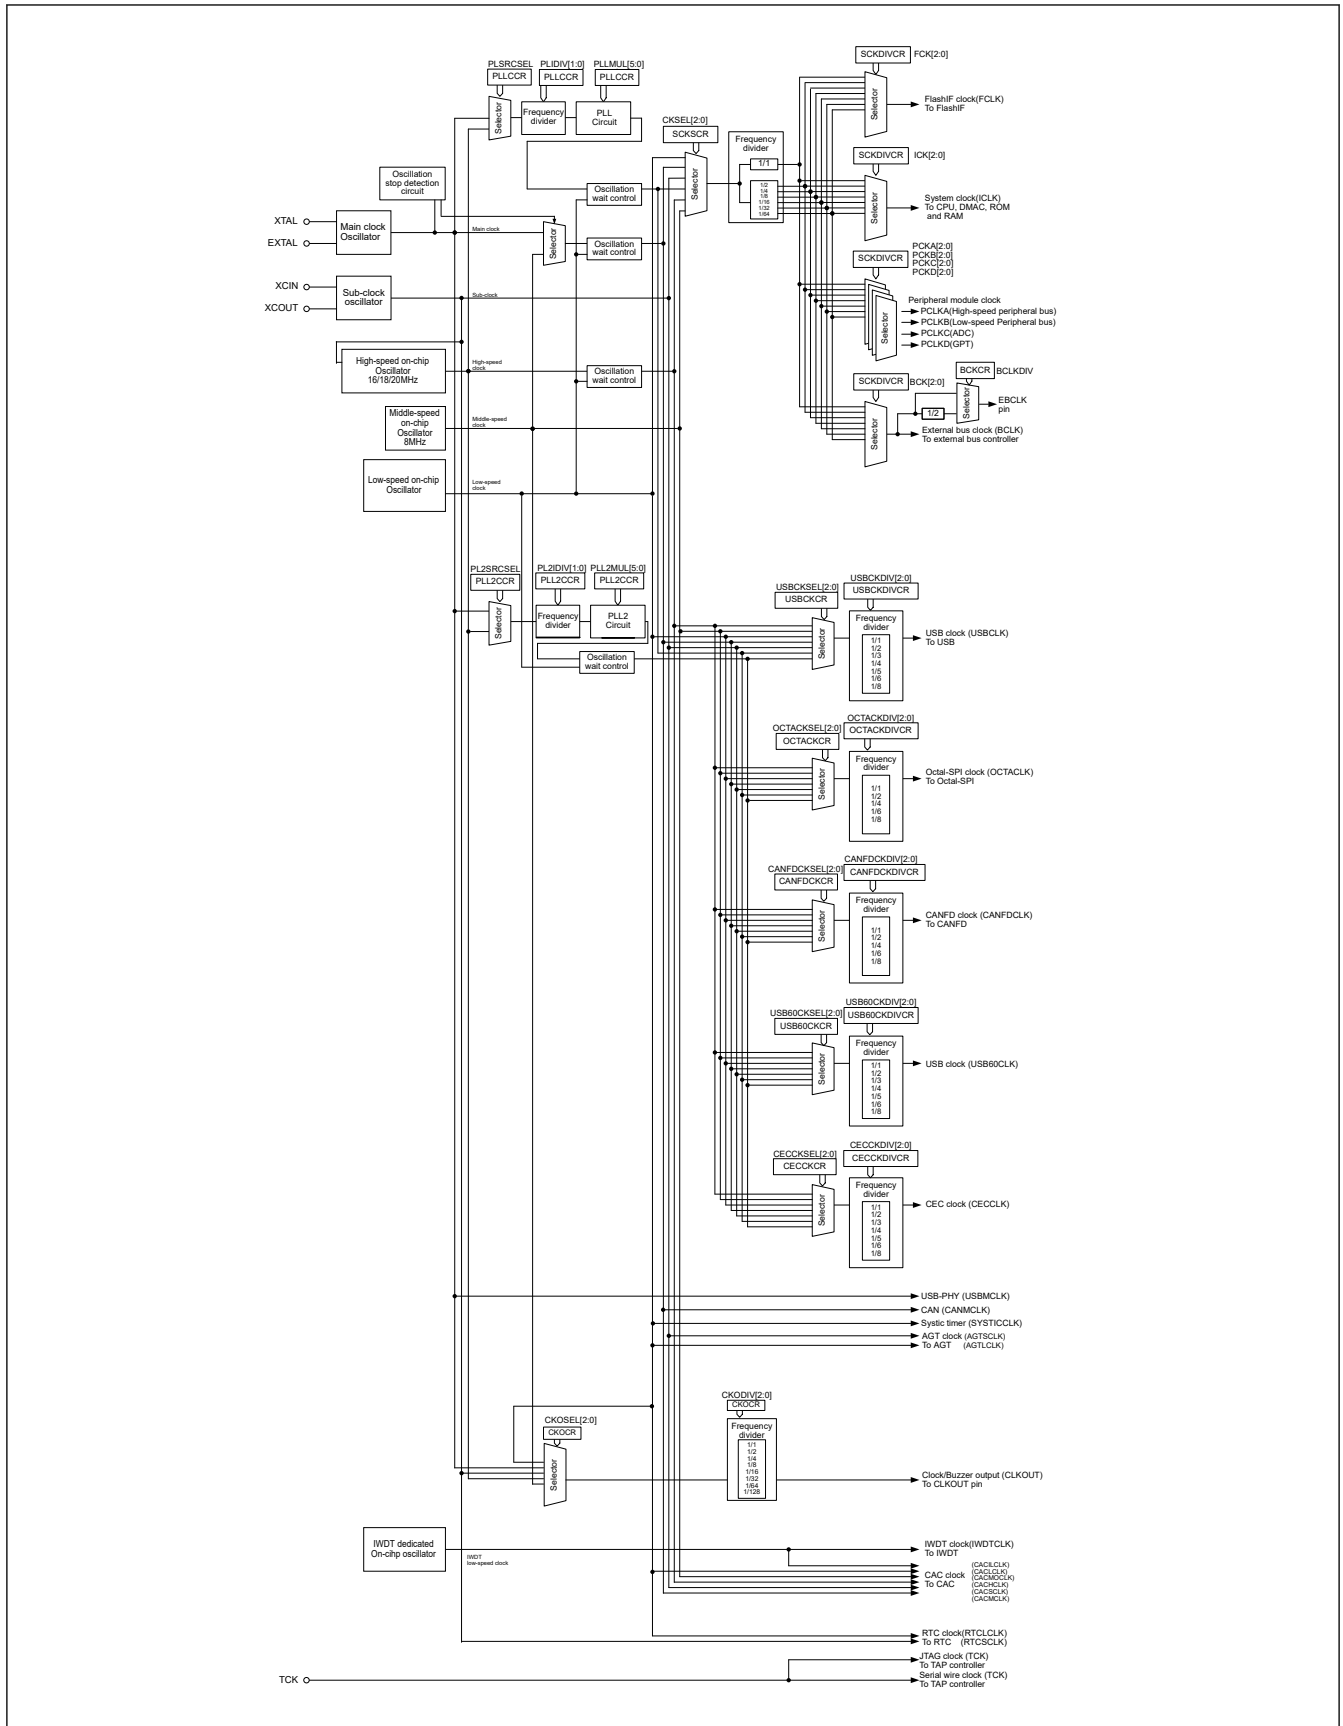 PLSRCSEL
PLLCCR
PLIDIV[1:0]
PLLCCR
PLLMUL[5:0]
PLLCCR
Selector
Frequency
divider
PLL
Circuit
CKSEL[2:0]
SCKSCR
Selector
Frequency
divider
1/1
1/2
1/4
1/8
1/16
1/32
1/64
SCKDIVCR FCK[2:0]
Selector
FlashIF clock(FCLK)
To FlashIF
SCKDIVCR ICK[2:0]
Selector
System clock(ICLK)
To CPU, DMAC, ROM
and RAM
SCKDIVCR
PCKA[2:0]
PCKB[2:0]
PCKC[2:0]
PCKD[2:0]
Selector
Peripheral module clock
PCLKA(High-speed peripheral bus)
PCLKB(Low-speed Peripheral bus)
PCLKC(ADC)
PCLKD(GPT)
SCKDIVCR BCK[2:0]
Selector
1/2
BCKCR BCLKDIV
Selector
EBCLK
pin
External bus clock (BCLK)
To external bus controller
Oscillation
stop detection
circuit
XTAL
EXTAL
Main clock
Oscillator
Main clock
Selector
Oscillation
wait control
Oscillation
wait control
XCIN
XCOUT
Sub-clock
oscillator
Sub-clock
High-speed on-chip
Oscillator
16/18/20MHz
High-speed
clock
Oscillation
wait control
Middle-speed
on-chip
Oscillator
8MHz
Middle-speed
clock
Low-speed on-chip
Oscillator
Low-speed
clock
PL2SRCSEL
PLL2CCR
PL2IDIV[1:0]
PLL2CCR
PLL2MUL[5:0]
PLL2CCR
Selector
Frequency
divider
PLL2
Circuit
Oscillation
wait control
USBCKSEL[2:0]
USBCKCR
USBCKDIV[2:0]
USBCKDIVCR
Selector
Frequency
divider
1/1
1/2
1/3
1/4
1/5
1/6
1/8
USB clock (USBCLK)
To USB
OCTACKSEL[2:0]
OCTACKCR
OCTACKDIV[2:0]
OCTACKDIVCR
Selector
Frequency
divider
1/1
1/2
1/4
1/6
1/8
Octal-SPI clock (OCTACLK)
To Octal-SPI
CANFDCKSEL[2:0]
CANFDCKCR
CANFDCKDIV[2:0]
CANFDCKDIVCR
Selector
Frequency
divider
1/1
1/2
1/4
1/6
1/8
CANFD clock (CANFDCLK)
To CANFD
USB60CKSEL[2:0]
USB60CKCR
USB60CKDIV[2:0]
USB60CKDIVCR
Selector
Frequency
divider
1/1
1/2
1/3
1/4
1/5
1/6
1/8
USB clock (USB60CLK)
CECCKSEL[2:0]
CECCKCR
CECCKDIV[2:0]
CECCKDIVCR
Selector
Frequency
divider
1/1
1/2
1/3
1/4
1/5
1/6
1/8
CEC clock (CECCLK)
USB-PHY (USBMCLK)
CAN (CANMCLK)
Systic timer (SYSTICCLK)
AGT clock (AGTSCLK)
To AGT (AGTLCLK)
CKOSEL[2:0]
CKOCR
Selector
CKODIV[2:0]
CKOCR
Frequency
divider
1/1
1/2
1/4
1/8
1/16
1/32
1/64
1/128
Clock/Buzzer output (CLKOUT)
To CLKOUT pin
IWDT dedicated
On-cihp oscillator
IWDT
low-speed clock
IWDT clock(IWDTCLK)
To IWDT
CAC clock
To CAC
(CACILCLK)
(CACLCLK)
(CACMOCLK)
(CACHCLK)
(CACSCLK)
(CACMCLK)
RTC clock(RTCLCLK)
To RTC (RTCSCLK)
TCK
JTAG clock (TCK)
To TAP controller
Serial wire clock (TCK)
To TAP controller